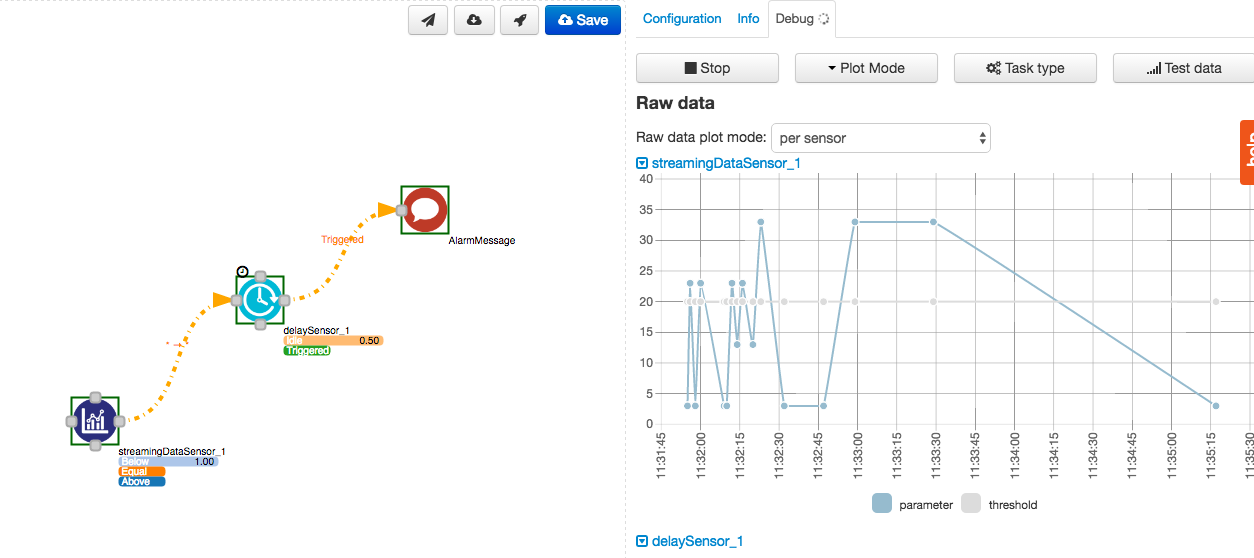 Save
Triggered
AlarmMessage
delaySensor_1
Idle 0.50
Triggered
* → *
streamingDataSensor_1
Below 1.00
Equal
Above
Configuration Info Debug
Stop Plot Mode Task type Test data
Raw data
Raw data plot mode: per sensor
help
streamingDataSensor_1
40
35
30
25
20
15
10
5
0
11:31:45 11:32:00 11:32:15 11:32:30 11:32:45 11:33:00 11:33:15 11:33:30 11:33:45 11:34:00 11:34:15 11:34:30 11:34:45 11:35:00 11:35:15 11:35:30
parameter threshold
delaySensor_1